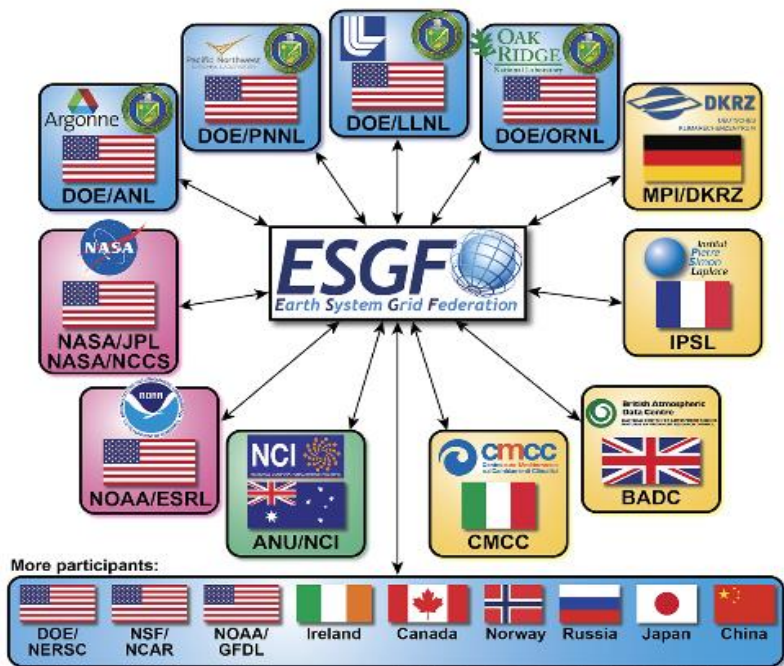 Pacific Northwest
OAK
RIDGE
National Laboratory
Argonne
DKRZ
DEUTSCHES
KLIMARECHENZENTRUM
DOE/PNNL
DOE/LLNL
DOE/ORNL
DOE/ANL
MPI/DKRZ
NASA
ESGF
Earth System Grid Federation
Institut
Pierre
Simon
Laplace
NASA/JPL
NASA/NCCS
IPSL
NOAA
NCI
cmcc
British Atmospheric
Data Centre
NOAA/ESRL
ANU/NCI
CMCC
BADC
More participants:
DOE/
NERSC
NSF/
NCAR
NOAA/
GFDL
Ireland
Canada
Norway
Russia
Japan
China